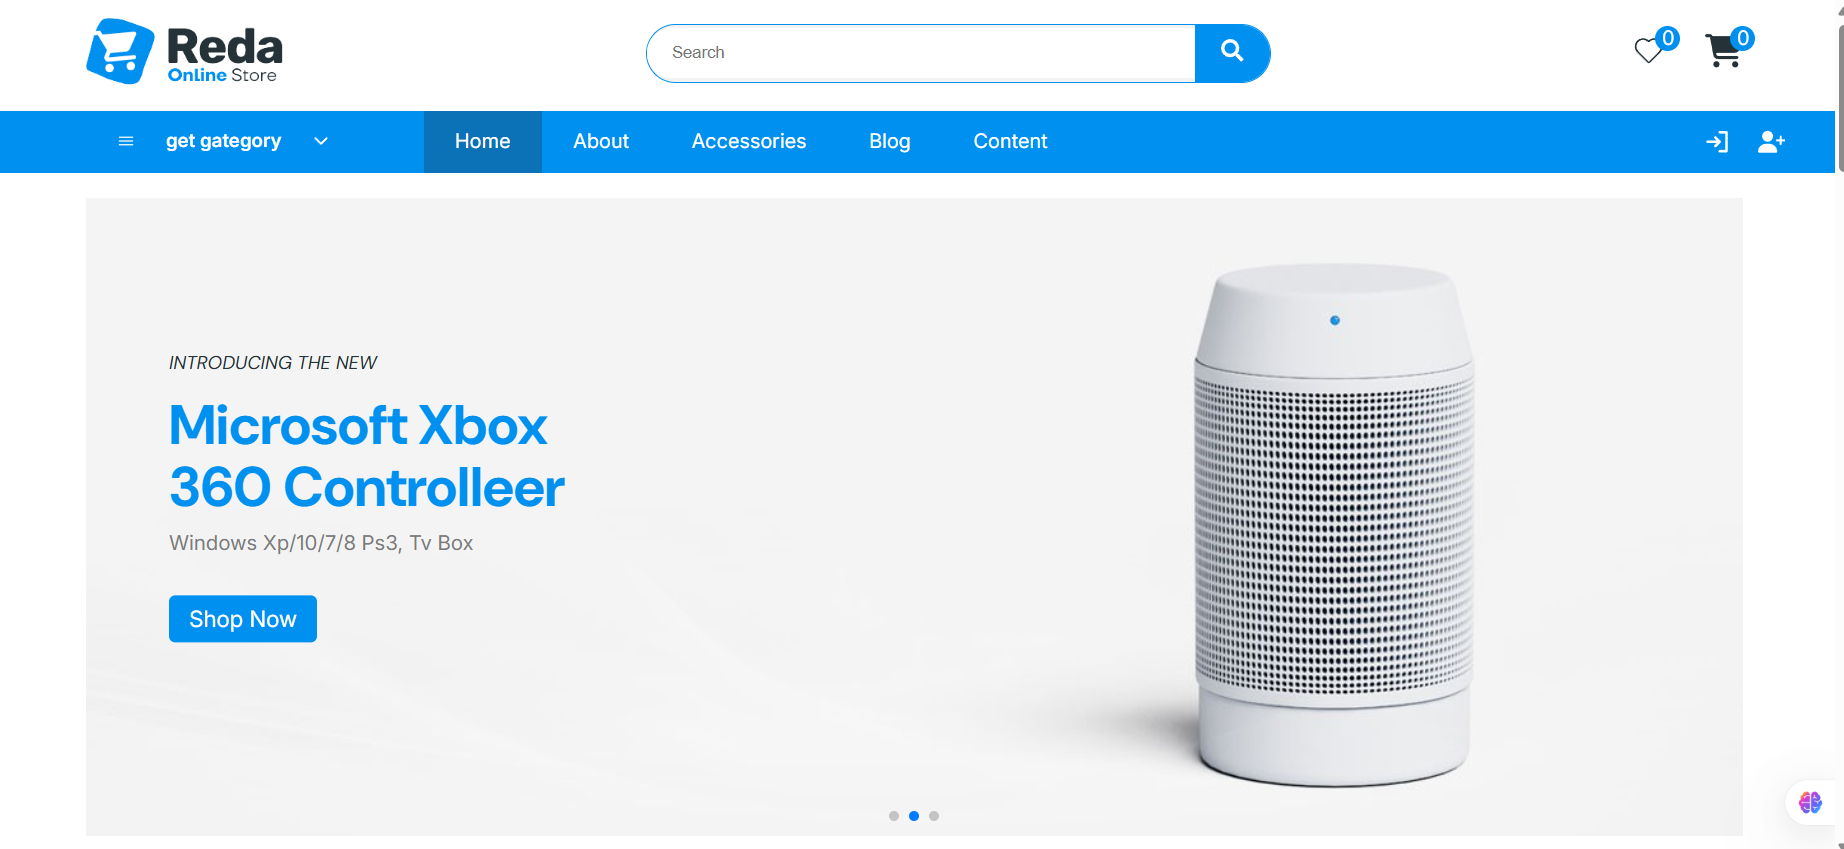 Reda
Online Store
Search
0
0
get gategory
Home
About
Accessories
Blog
Content
INTRODUCING THE NEW
Microsoft Xbox
360 Controlleer
Windows Xp/10/7/8 Ps3, Tv Box
Shop Now